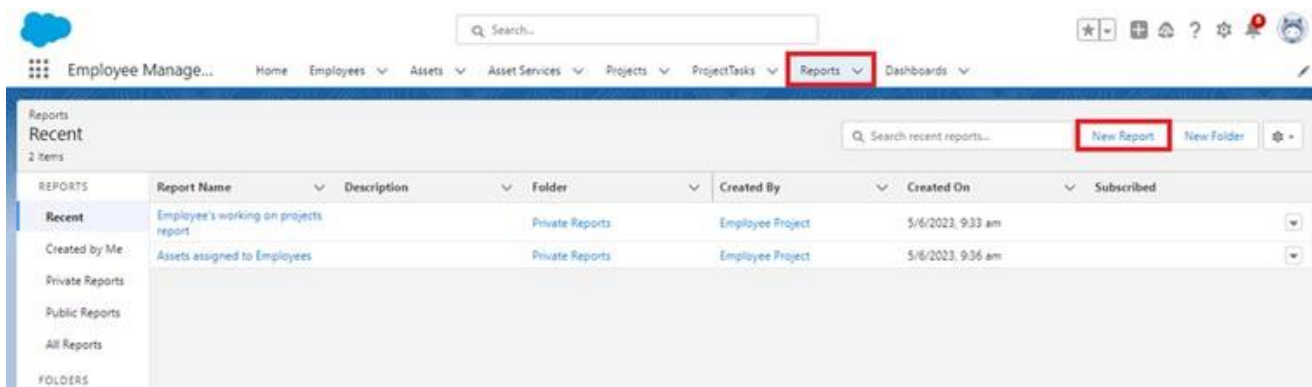 Search...
8
Employee Manage... Home Employees Assets Asset Services Projects ProjectTasks Reports Dashboards
Reports
Recent
2 items
Search recent reports...
New Report
New Folder
REPORTS
Report Name Description Folder Created By Created On Subscribed
Recent
Employee's working on projects
report
Private Reports Employee Project 5/6/2023, 9:33 am
Created by Me
Assets assigned to Employees Private Reports Employee Project 5/6/2023, 9:36 am
Private Reports
Public Reports
All Reports
FOLDERS